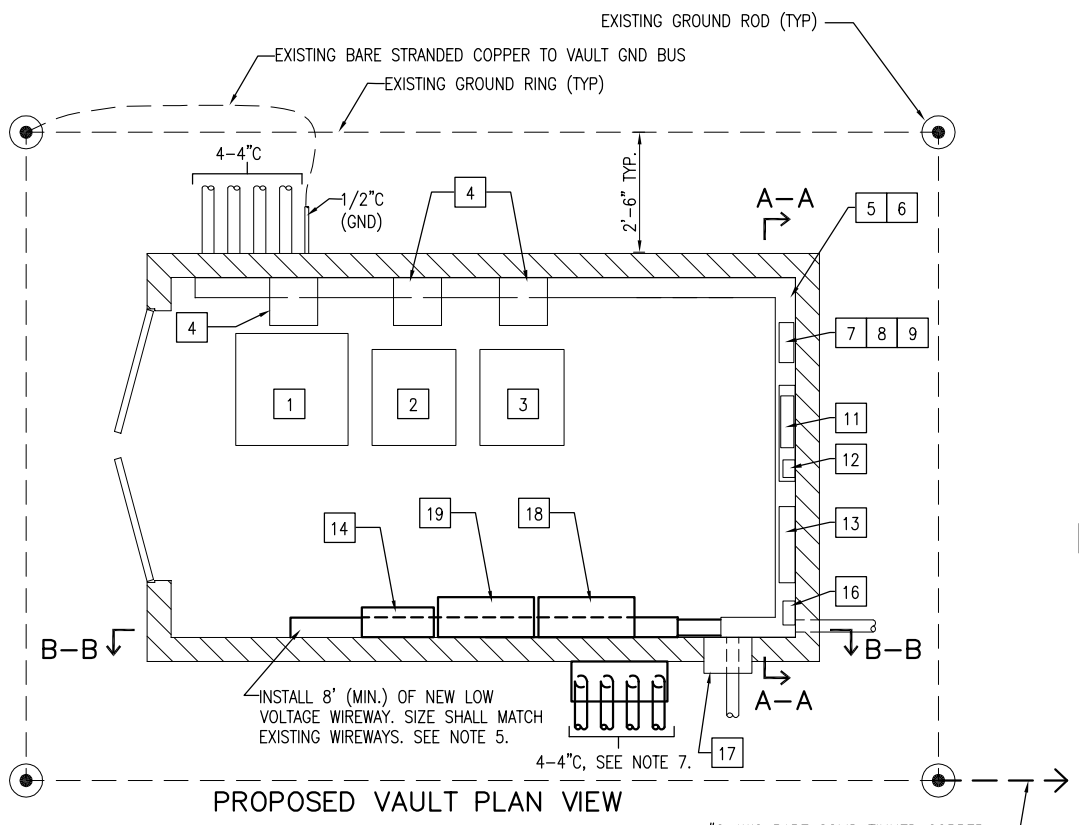 EXISTING GROUND ROD (TYP)
EXISTING BARE STRANDED COPPER TO VAULT GND BUS
EXISTING GROUND RING (TYP)
4-4"C
1/2"C
(GND)
4
2'-6" TYP.
A-A
5 6
4
7 8 9
1
2
3
11
12
14
19
18
13
16
B-B
B-B
A-A
INSTALL 8' (MIN.) OF NEW LOW
VOLTAGE WIREWAY. SIZE SHALL MATCH
EXISTING WIREWAYS. SEE NOTE 5.
4-4"C, SEE NOTE 7.
17
PROPOSED VAULT PLAN VIEW